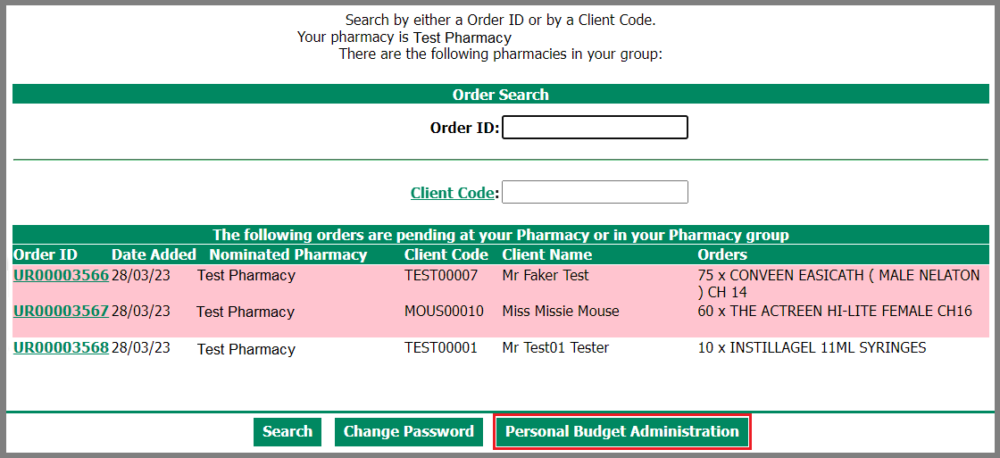 Search by either a Order ID or by a Client Code.
Your pharmacy is Test Pharmacy
There are the following pharmacies in your group:
Order Search
Order ID:
Client Code:
The following orders are pending at your Pharmacy or in your Pharmacy group
Order ID Date Added Nominated Pharmacy Client Code Client Name Orders
UR00003566 28/03/23 Test Pharmacy TEST00007 Mr Faker Test 75 x CONVEEN EASICATH ( MALE NELATON
) CH 14
UR00003567 28/03/23 Test Pharmacy MOUS00010 Miss Missie Mouse 60 x THE ACTREEN HI-LITE FEMALE CH16
UR00003568 28/03/23 Test Pharmacy TEST00001 Mr Test01 Tester 10 x INSTILLAGEL 11ML SYRINGES
Search Change Password Personal Budget Administration